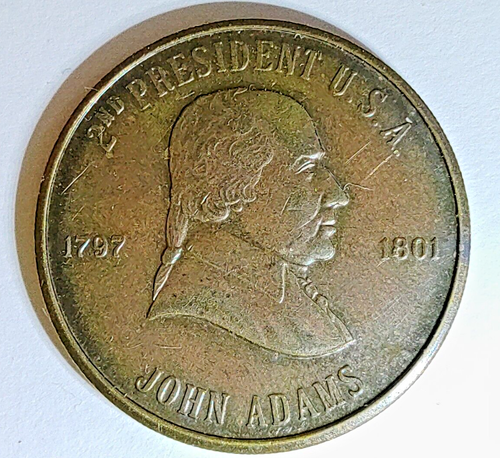 2ND PRESIDENT U.S.A.
1797 1801
JOHN ADAMS